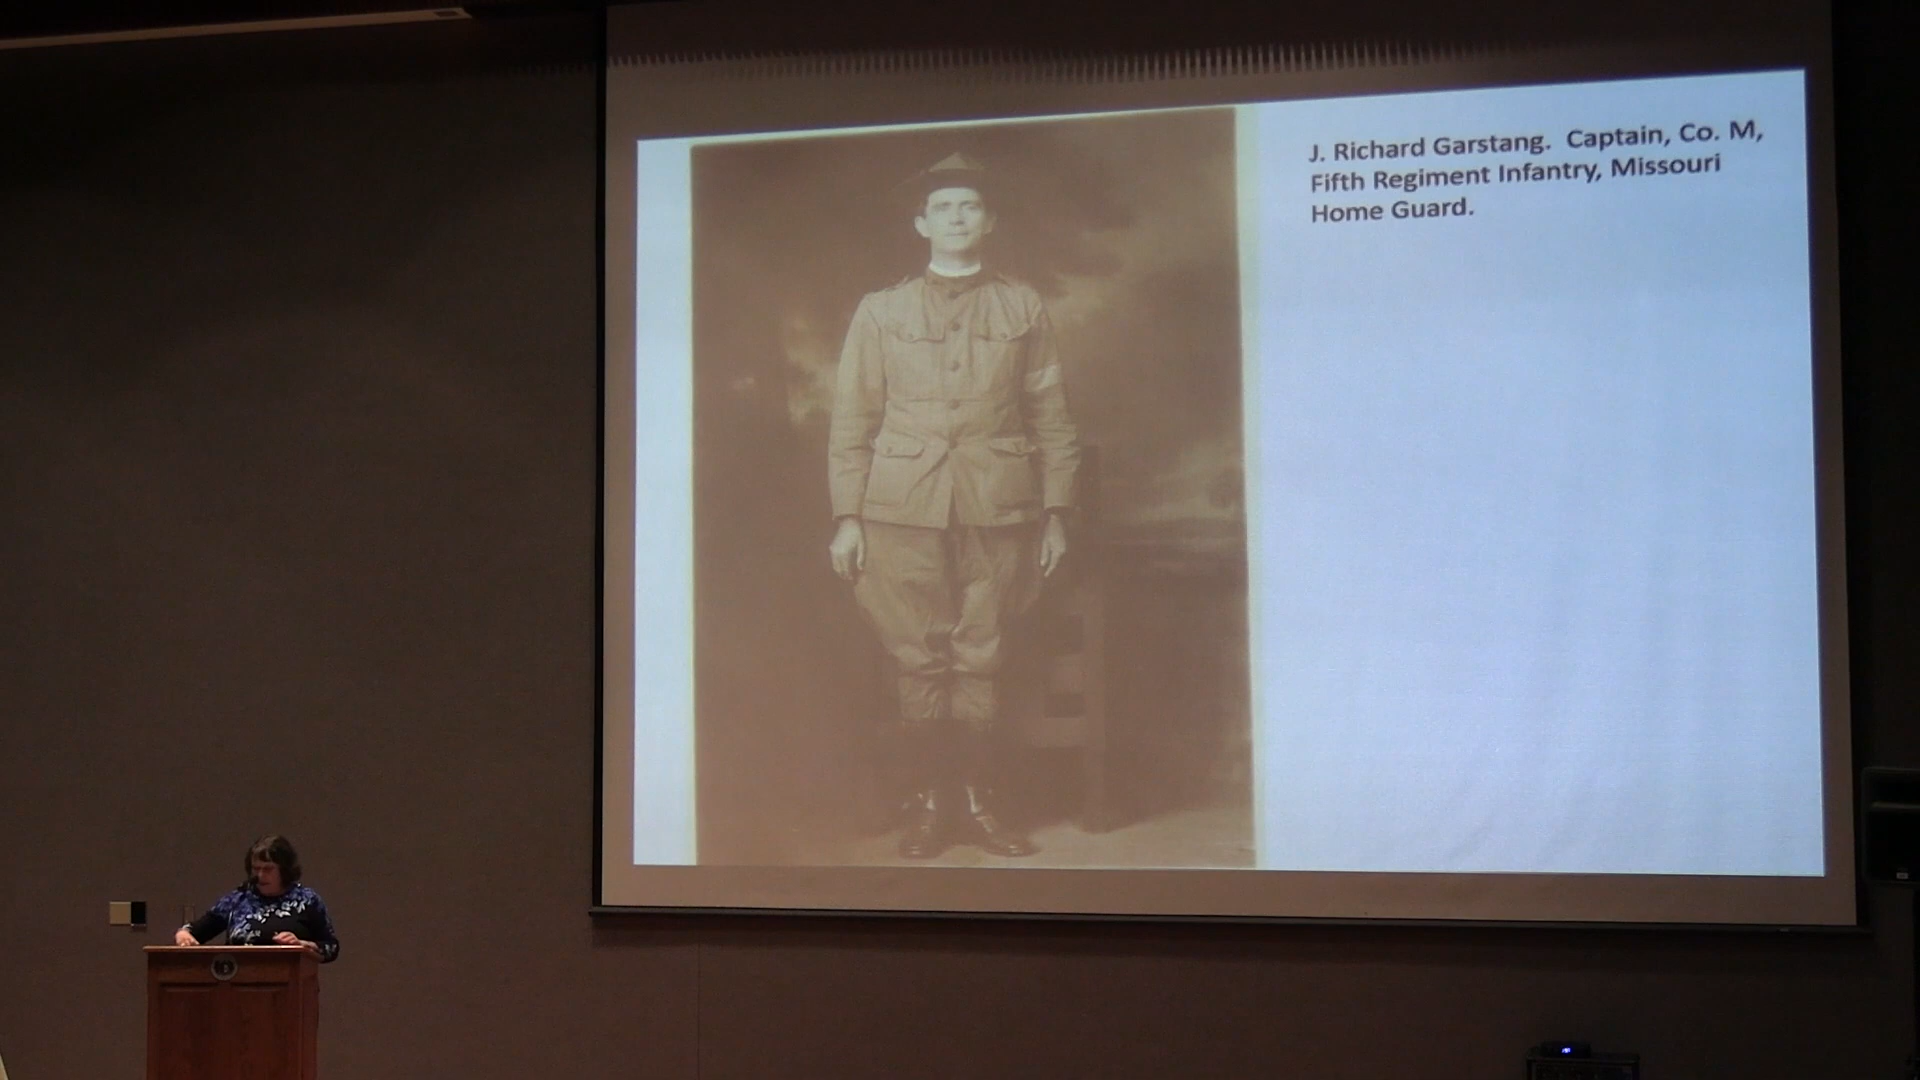 J. Richard Garstang. Captain, Co. M,
Fifth Regiment Infantry, Missouri
Home Guard.